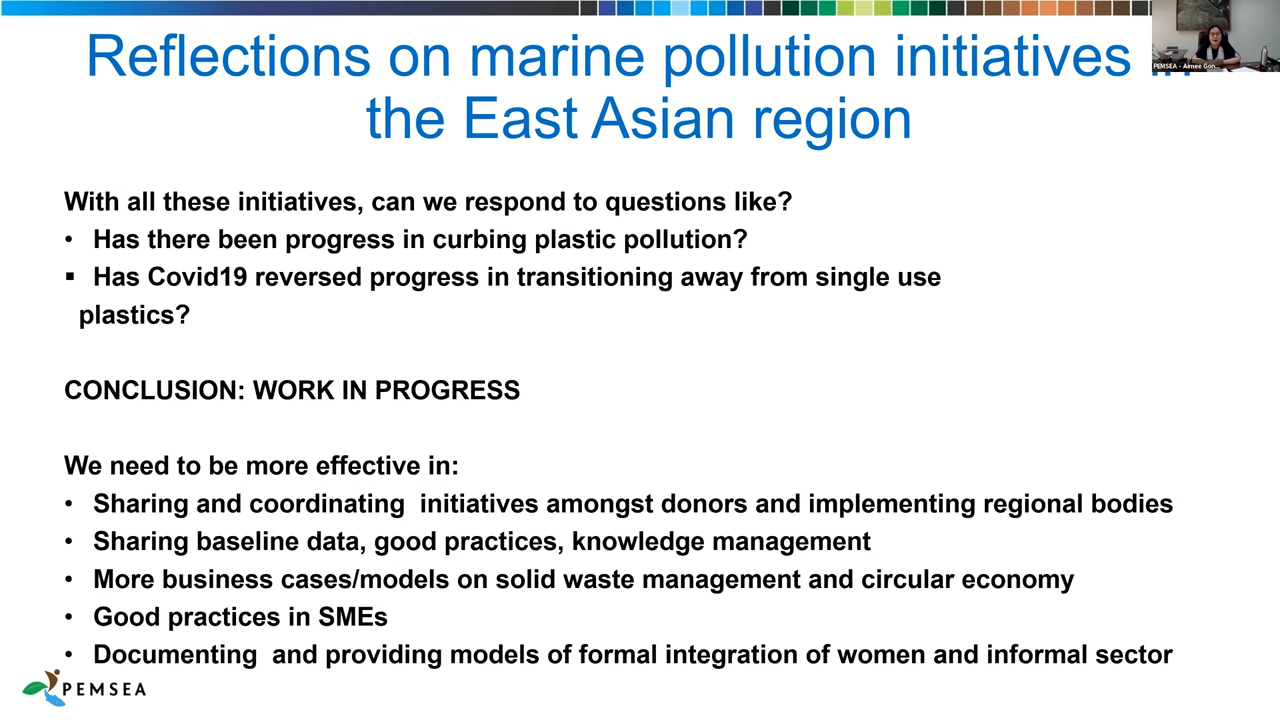 Reflections on marine pollution initiatives in
the East Asian region
PEMSEA - Aimee Gon...
With all these initiatives, can we respond to questions like?
• Has there been progress in curbing plastic pollution?
▪ Has Covid19 reversed progress in transitioning away from single use
plastics?
CONCLUSION: WORK IN PROGRESS
We need to be more effective in:
• Sharing and coordinating  initiatives amongst donors and implementing regional bodies
• Sharing baseline data, good practices, knowledge management
• More business cases/models on solid waste management and circular economy
• Good practices in SMEs
• Documenting  and providing models of formal integration of women and informal sector
PEMSEA